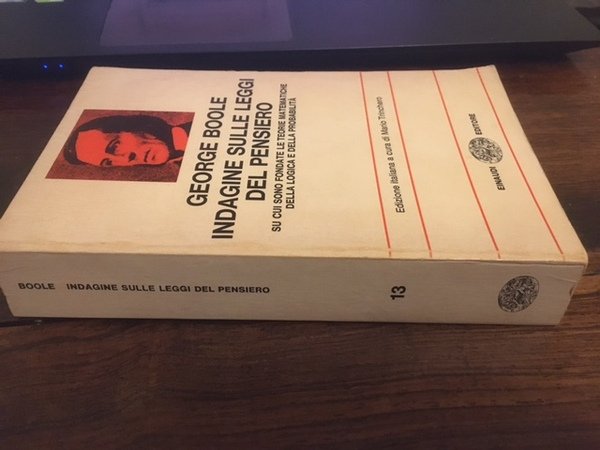 GEORGE BOOLE
INDAGINE SULLE LEGGI
DEL PENSIERO
SU CUI SONO FONDATE LE TEORIE MATEMATICHE
DELLA LOGICA E DELLA PROBABILITÀ
Edizione italiana a cura di Mario Trinchero
EINAUDI EDITORE
BOOLE INDAGINE SULLE LEGGI DEL PENSIERO
13